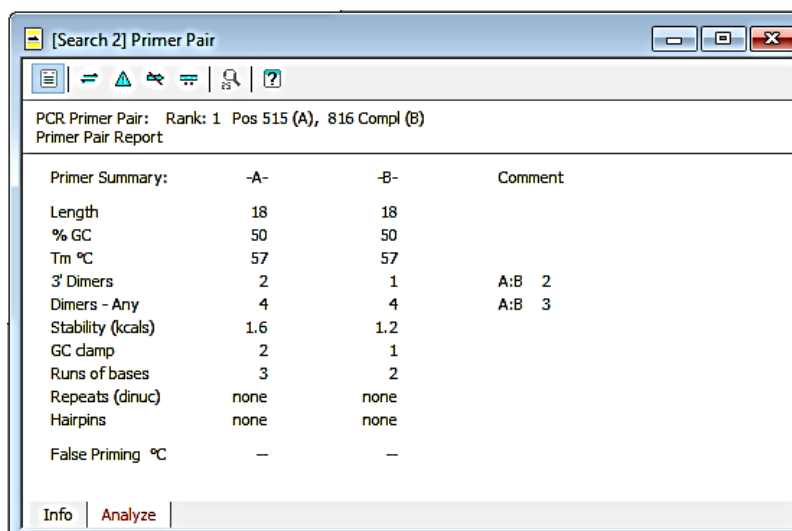 [Search 2] Primer Pair
PCR Primer Pair: Rank: 1 Pos 515 (A), 816 Compl (B)
Primer Pair Report
Primer Summary: -A- -B- Comment
Length 18 18
% GC 50 50
Tm ºC 57 57
3' Dimers 2 1 A:B 2
Dimers - Any 4 4 A:B 3
Stability (kcals) 1.6 1.2
GC clamp 2 1
Runs of bases 3 2
Repeats (dinuc) none none
Hairpins none none
False Priming ºC -- --
Info Analyze